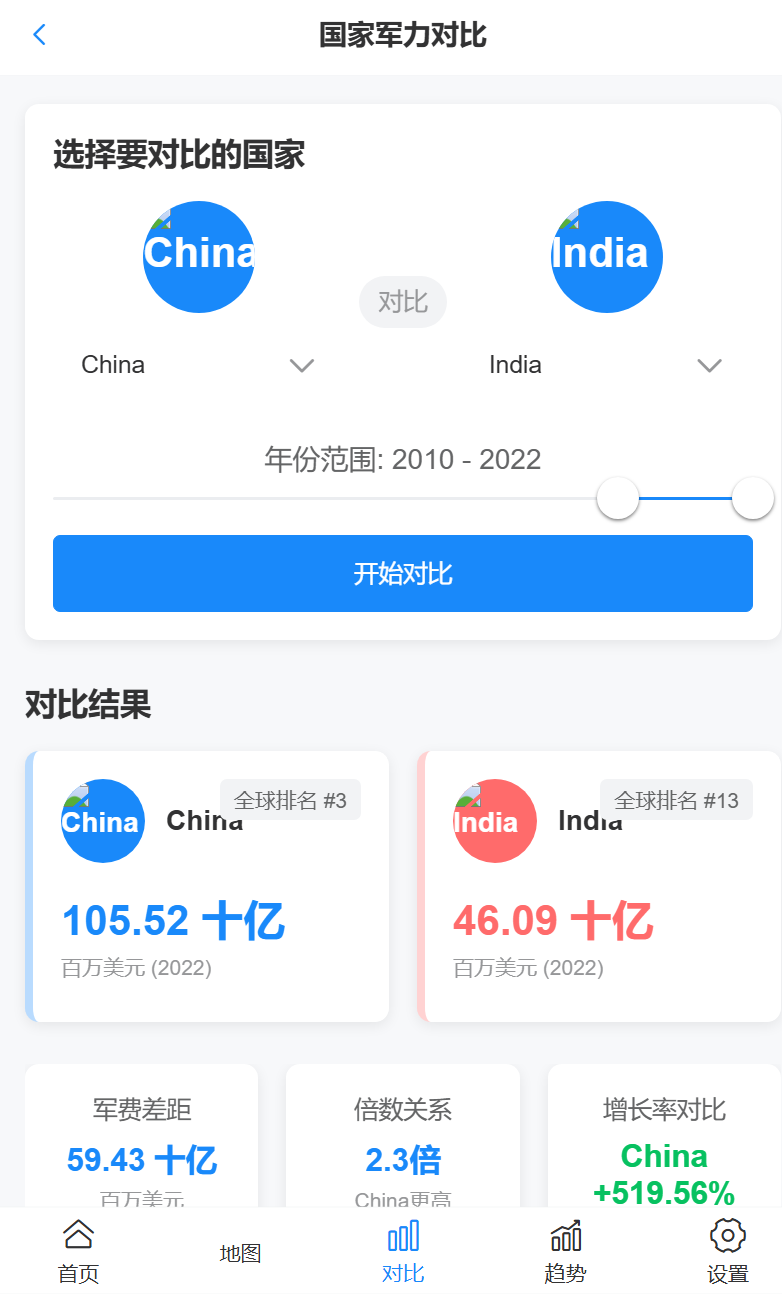 国家军力对比
选择要对比的国家
China
India
对比
China
India
年份范围: 2010 - 2022
开始对比
对比结果
China
China
全球排名 #3
105.52 十亿
百万美元 (2022)
India
India
全球排名 #13
46.09 十亿
百万美元 (2022)
军费差距
59.43 十亿
百万美元
倍数关系
2.3倍
China更高
增长率对比
China
+519.56%
首页
地图
对比
趋势
设置